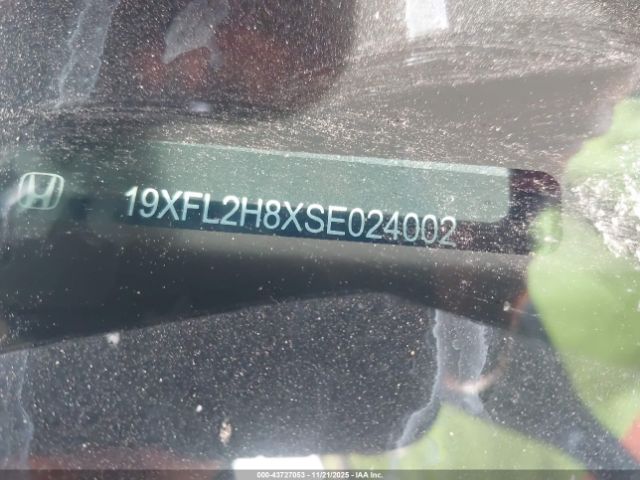 19XFL2H8XSE024002
000-43727053 - 11/21/2025 - IAA Inc.